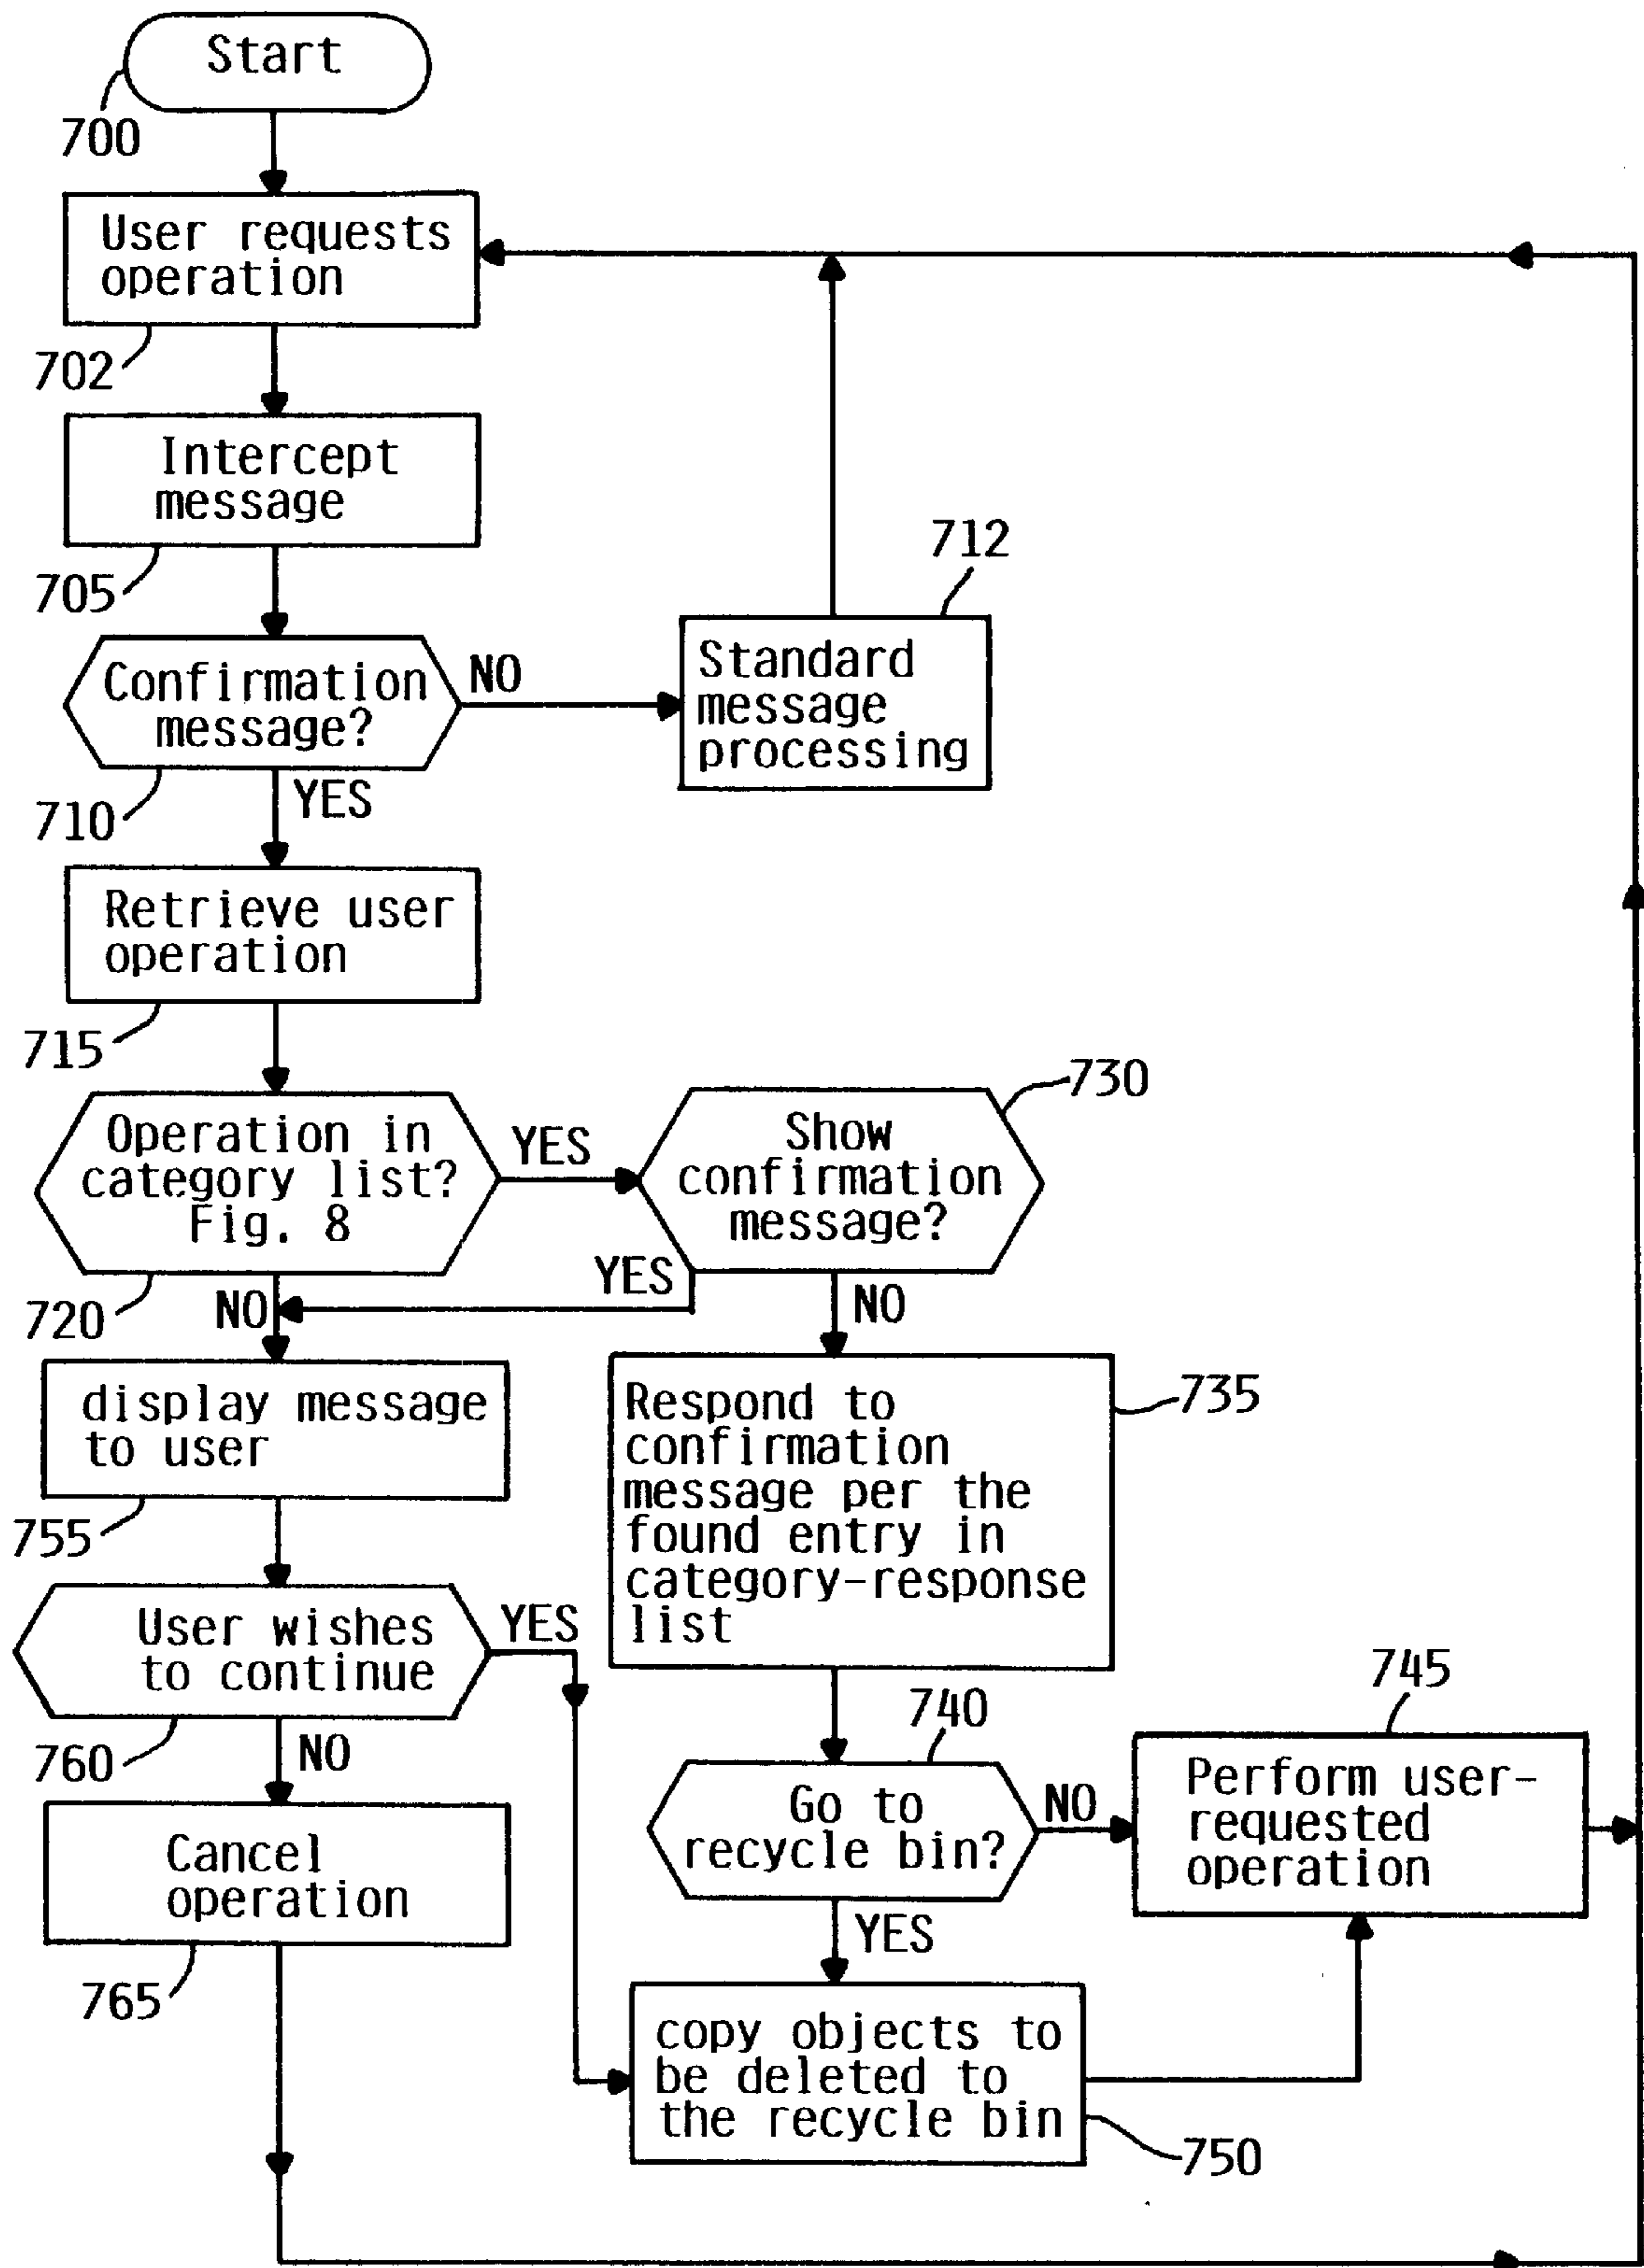 Start
700
User requests
operation
702
Intercept
message
705
712
Confirmation
message?
NO
Standard
message
processing
710
YES
Retrieve user
operation
715
730
Operation in
category list?
Fig. 8
YES
Show
confirmation
message?
720
NO
YES
NO
display message
to user
755
Respond to
confirmation
message per the
found entry in
category-response
list
735
User wishes
to continue
YES
760
NO
740
745
Go to
recycle bin?
NO
Perform user-
requested
operation
Cancel
operation
765
YES
copy objects to
be deleted to
the recycle bin
750